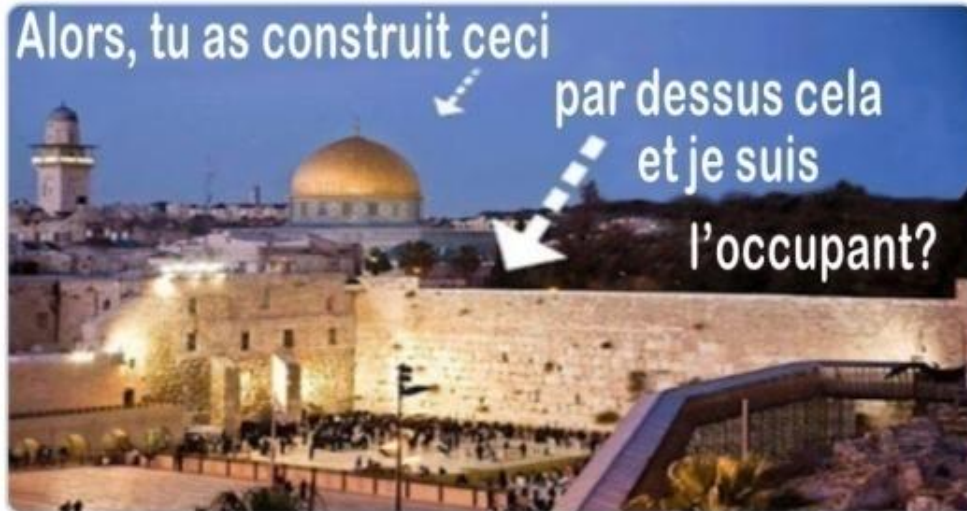 Alors, tu as construit ceci
par dessus cela
et je suis
l'occupant?